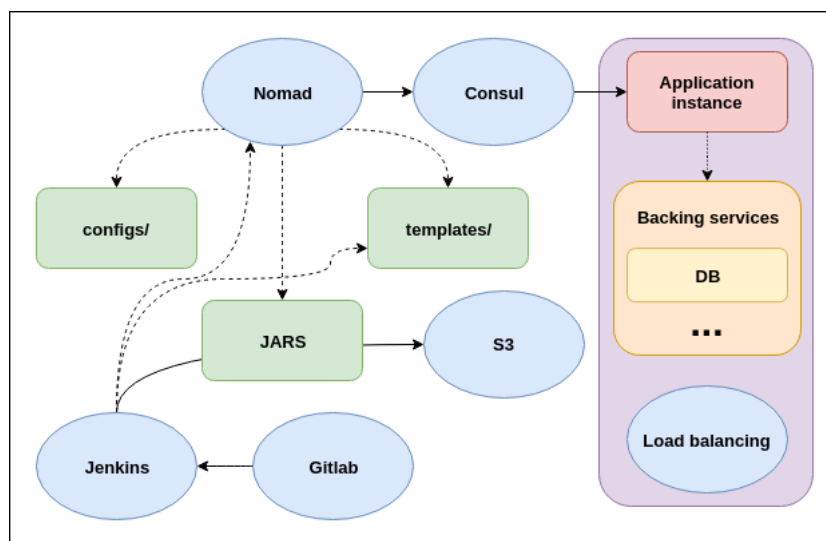 Nomad
Consul
Application
instance
configs/
templates/
Backing services
DB
...
JARS
S3
Jenkins
Gitlab
Load balancing